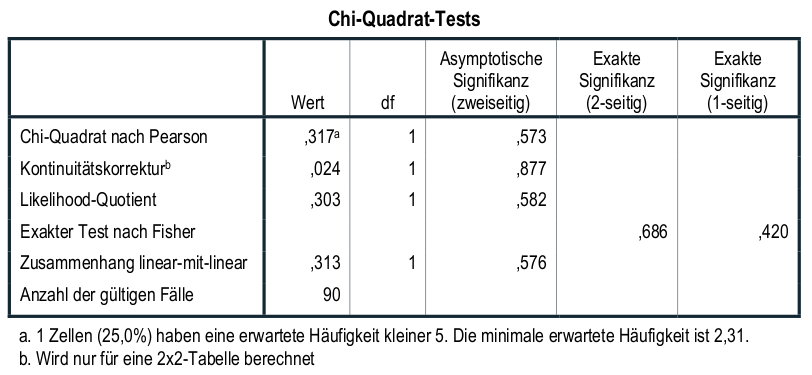 Chi-Quadrat-Tests
Wert df Asymptotische Signifikanz (zweiseitig) Exakte Signifikanz (2-seitig) Exakte Signifikanz (1-seitig)
Chi-Quadrat nach Pearson ,317ᵃ 1 ,573
Kontinuitätskorrekturᵇ ,024 1 ,877
Likelihood-Quotient ,303 1 ,582
Exakter Test nach Fisher ,686 ,420
Zusammenhang linear-mit-linear ,313 1 ,576
Anzahl der gültigen Fälle 90
a. 1 Zellen (25,0%) haben eine erwartete Häufigkeit kleiner 5. Die minimale erwartete Häufigkeit ist 2,31.
b. Wird nur für eine 2x2-Tabelle berechnet